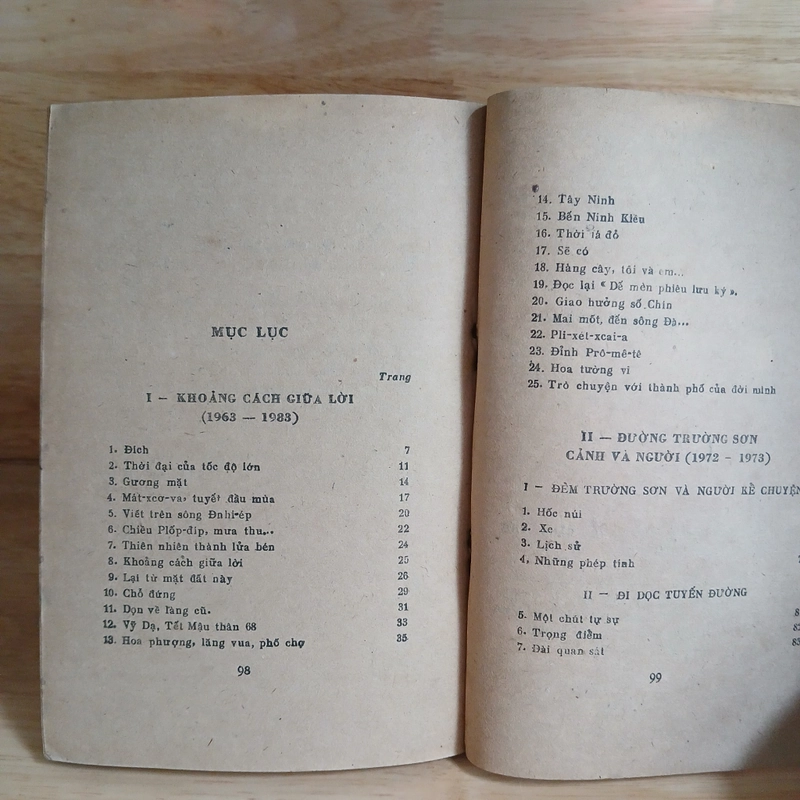 MỤC LỤC
Trang
I — KHOẢNG CÁCH GIỮA LỜI
(1963 — 1983)
1. Đích 7
2. Thời đại của tốc độ lớn 11
3. Gương mặt 14
4. Mát-xcơ-va, tuyết đầu mùa 17
5. Viết trên sông Đnhi-ép 20
6. Chiều Plốp-đíp, mưa thu... 22
7. Thiên nhiên thành lửa bén 24
8. Khoảng cách giữa lời 25
9. Lại từ mặt đất này 26
10. Chỗ đứng 29
11. Dọn về làng cũ. 31
12. Vỹ Dạ, Tết Mậu thân 68 33
13. Hoa phượng, lăng vua, phố chợ 35
98
14. Tây Ninh
15. Bến Ninh Kiều
16. Thời lá đỏ
17. Sẽ có
18. Hàng cây, tôi và em...
19. Đọc lại « Dế mèn phiêu lưu ký ».
20. Giao hưởng số Chín
21. Mai mốt, đến sông Đà...
22. Pli-xét-xcai-a
23. Đỉnh Prô-mê-tê
24. Hoa tường vi
25. Trò chuyện với thành phố của đời mình
II — ĐƯỜNG TRƯỜNG SƠN
CẢNH VÀ NGƯỜI (1972 - 1973)
I — ĐÊM TRƯỜNG SƠN VÀ NGƯỜI KỂ CHUYỆN
1. Hốc núi
2. Xe
3. Lịch sử
4. Những phép tính
II — ĐI DỌC TUYẾN ĐƯỜNG
5. Một chút tự sự
6. Trọng điểm
7. Đài quan sát
99